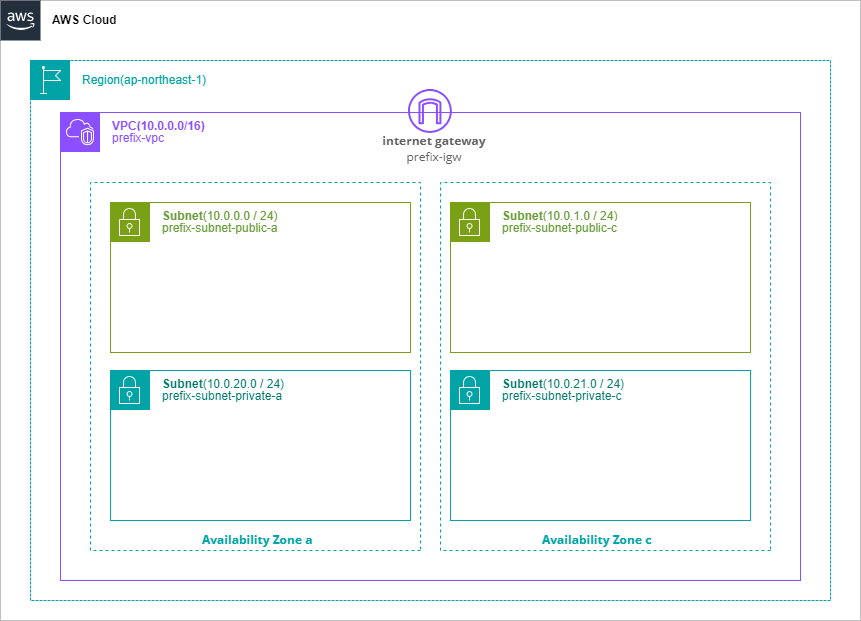 aws
AWS Cloud
Region(ap-northeast-1)
VPC(10.0.0.0/16)
prefix-vpc
internet gateway
prefix-igw
Subnet(10.0.0.0 / 24)
prefix-subnet-public-a
Subnet(10.0.1.0 / 24)
prefix-subnet-public-c
Subnet(10.0.20.0 / 24)
prefix-subnet-private-a
Subnet(10.0.21.0 / 24)
prefix-subnet-private-c
Availability Zone a
Availability Zone c